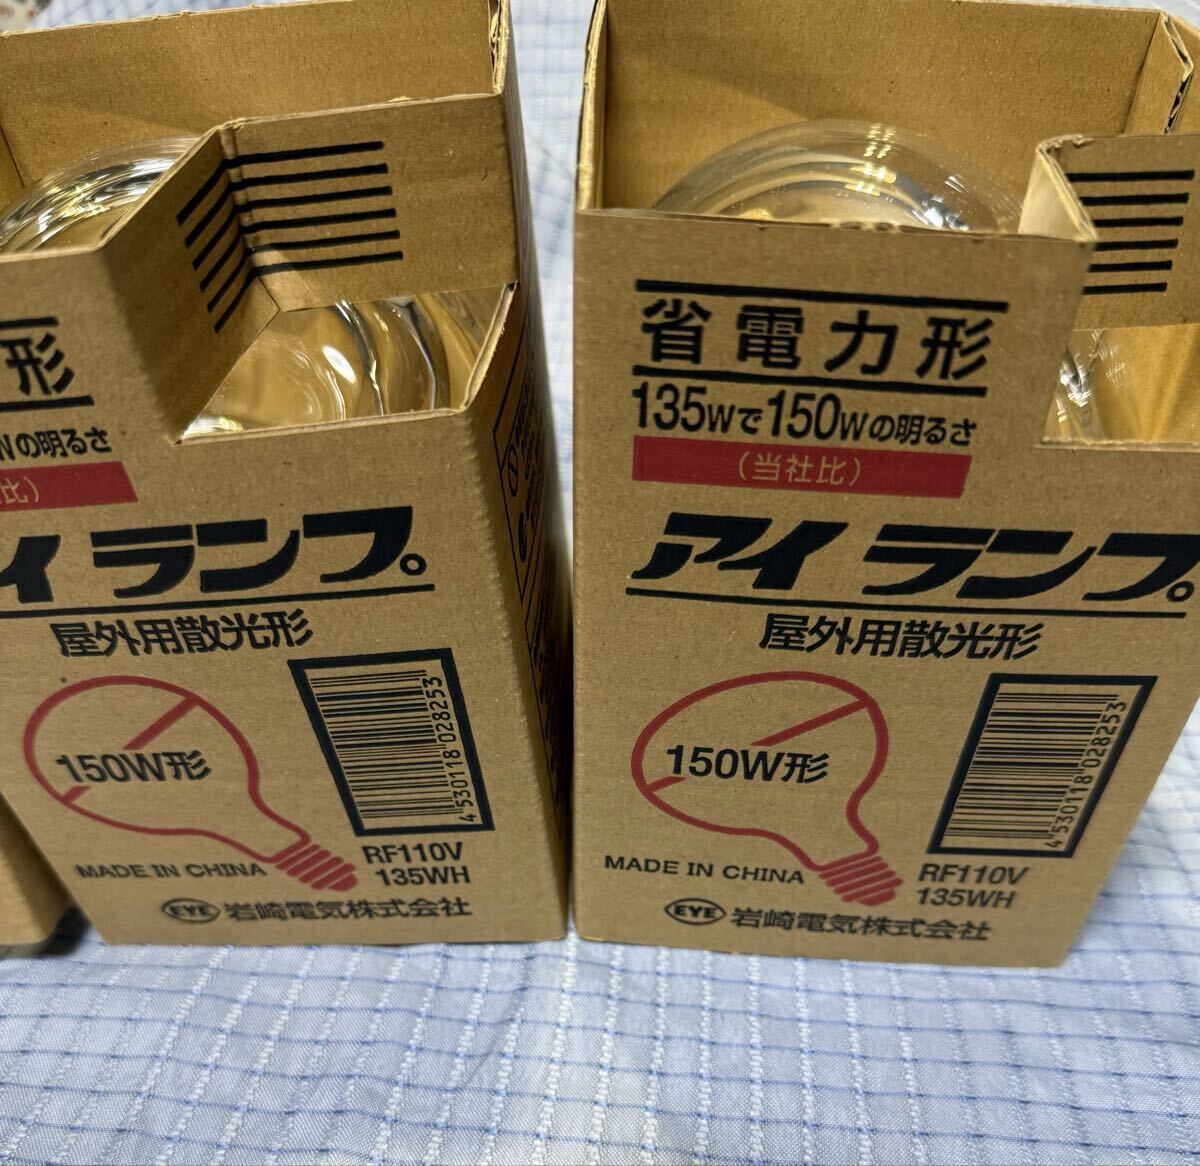 形
Wの明るさ
比）
イ ランプ。
屋外用散光形
150W形
4 530118 028253
MADE IN CHINA
RF110V
135WH
EYE 岩崎電気株式会社
省電力形
135Wで150Wの明るさ
（当社比）
アイ ランプ。
屋外用散光形
150W形
4 530118 028253
MADE IN CHINA
RF110V
135WH
EYE 岩崎電気株式会社